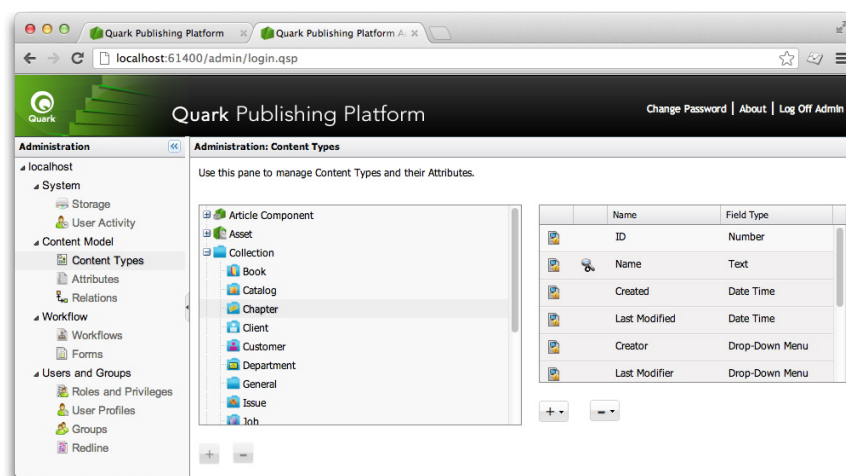 Quark Publishing Platform
Quark Publishing Platform A
localhost:61400/admin/login.qsp
Quark
Quark Publishing Platform
Change Password | About | Log Off Admin
Administration
Administration: Content Types
localhost
System
Storage
User Activity
Content Model
Content Types
Attributes
Relations
Workflow
Workflows
Forms
Users and Groups
Roles and Privileges
User Profiles
Groups
Redline
Use this pane to manage Content Types and their Attributes.
Article Component
Asset
Collection
Book
Catalog
Chapter
Client
Customer
Department
General
Issue
Job
Name Field Type
ID Number
Name Text
Created Date Time
Last Modified Date Time
Creator Drop-Down Menu
Last Modifier Drop-Down Menu